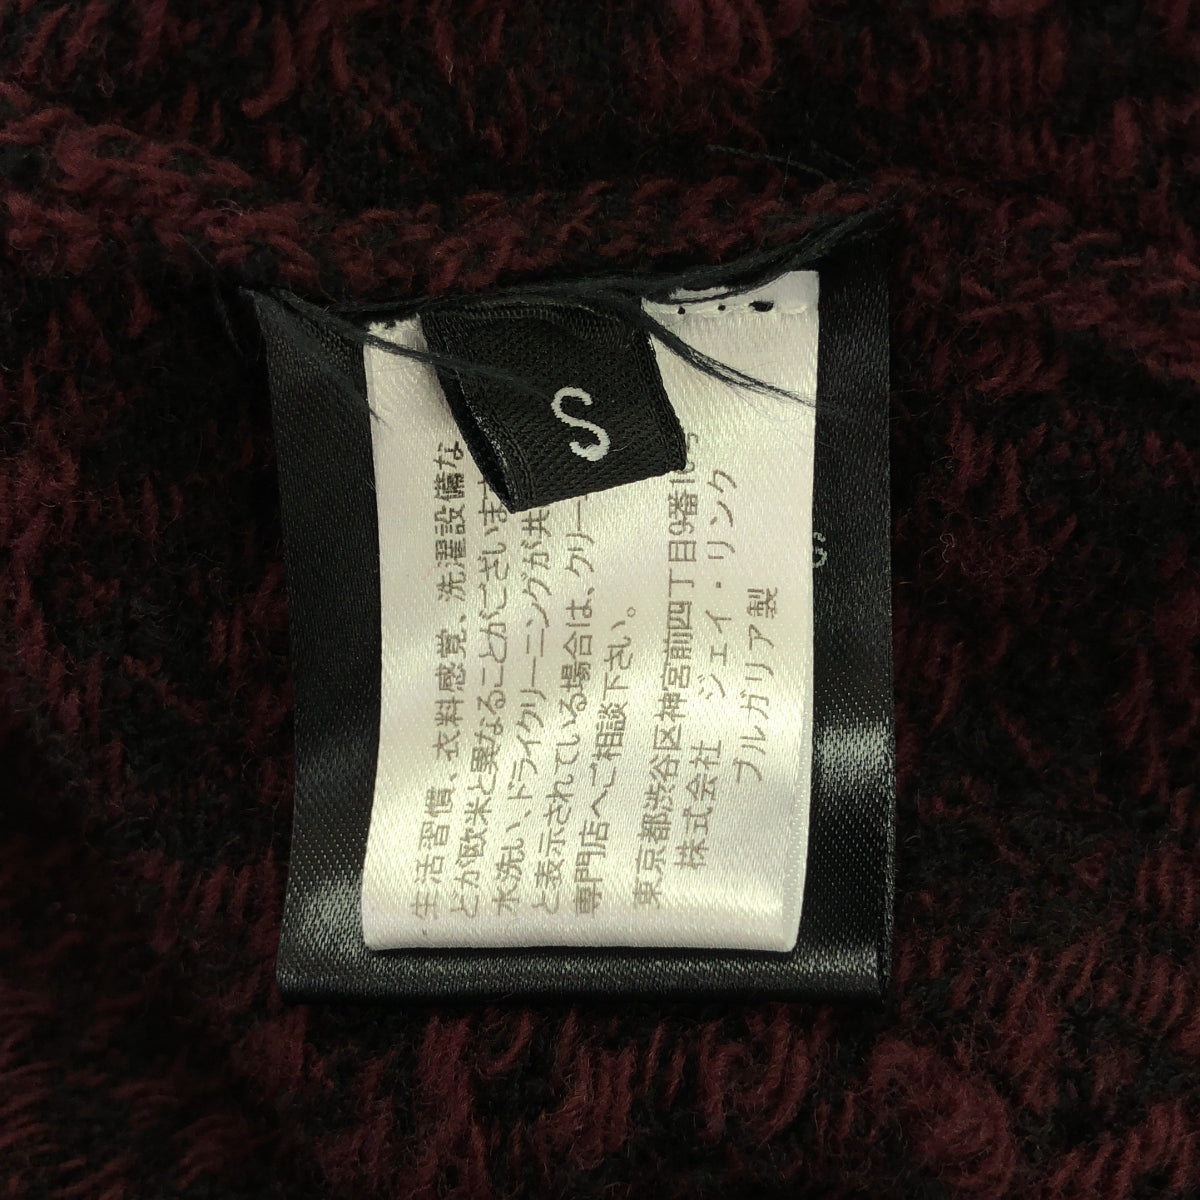 S
生活習慣、衣料感覚、洗濯設備な
どが欧米と異なることがございま
水洗い、ドライクリーニングが共
と表示されている場合は、クリー
専門店へご相談下さい。
東京都渋谷区神宮前四丁目9番1
株式会社 ジェイ・リンク
ブルガリア製